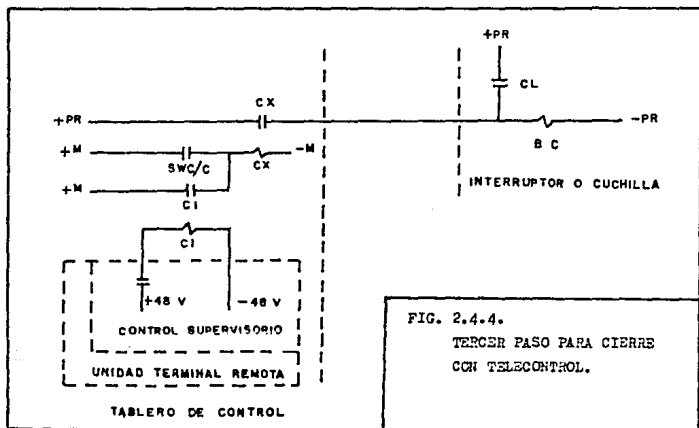 +PR
CL
CX
+PR
-PR
BC
+M
-M
SWC/C
CX
+M
CI
INTERRUPTOR O CUCHILLA
CI
+48 V
-48 V
CONTROL SUPERVISORIO
UNIDAD TERMINAL REMOTA
TABLERO DE CONTROL
FIG. 2.4.4.
TERCER PASO PARA CIERRE
CON TELECONTROL.